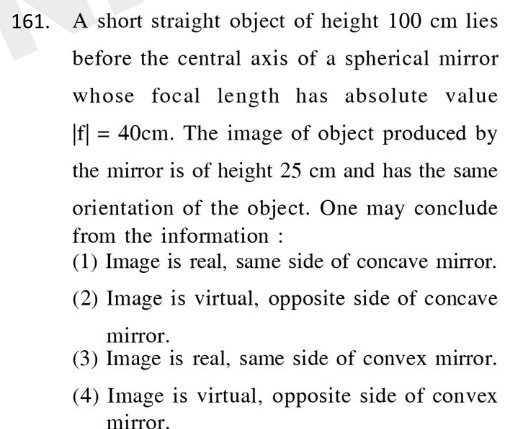 161. A short straight object of height 100 cm lies
before the central axis of a spherical mirror
whose focal length has absolute value
|f| = 40cm. The image of object produced by
the mirror is of height 25 cm and has the same
orientation of the object. One may conclude
from the information :
(1) Image is real, same side of concave mirror.
(2) Image is virtual, opposite side of concave
mirror.
(3) Image is real, same side of convex mirror.
(4) Image is virtual, opposite side of convex
mirror.